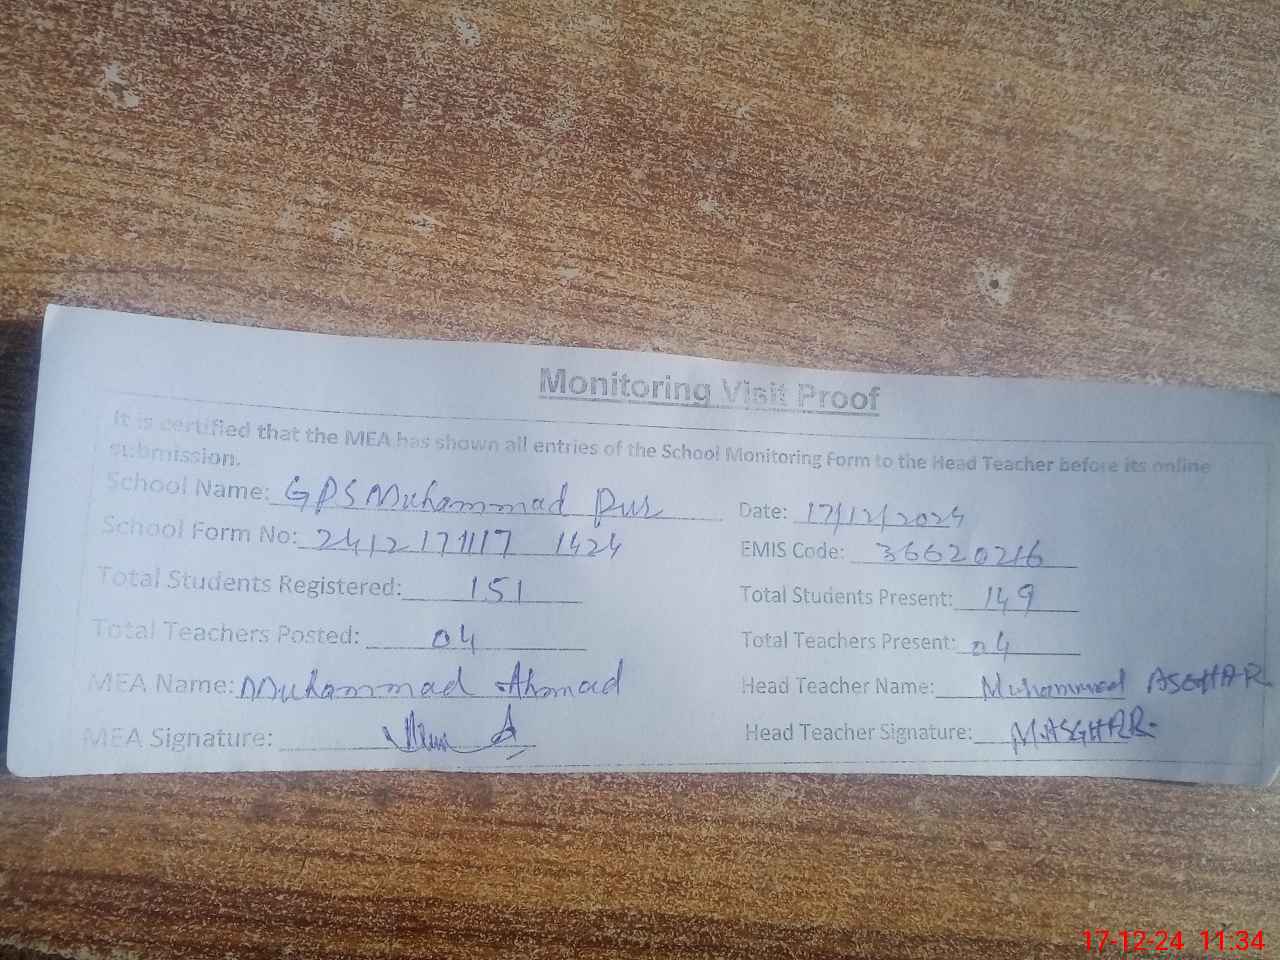 Monitoring Visit Proof
It is certified that the MEA has shown all entries of the School Monitoring Form to the Head Teacher before its online
submission.
School Name: GPS Muhammad Pur Date: 17/12/2024
School Form No: 2412171117 1424 EMIS Code: 36620216
Total Students Registered: 151 Total Students Present: 149
Total Teachers Posted: 04 Total Teachers Present: 04
MEA Name: Muhammad Ahmad Head Teacher Name: Muhammad ASGHAR
MEA Signature: Head Teacher Signature: M.ASGHAR
17-12-24 11:34